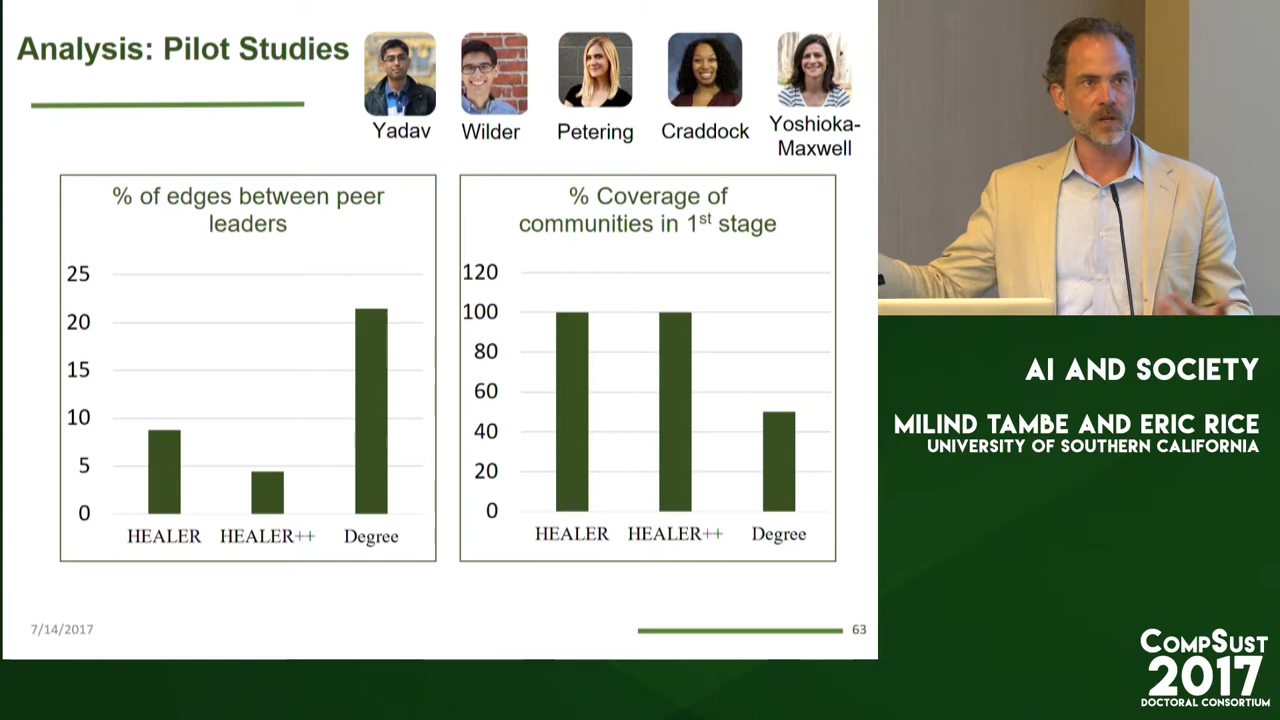 Analysis: Pilot Studies
Yadav
Wilder
Petering
Craddock
Yoshioka-
Maxwell
% of edges between peer
leaders
25
20
15
10
5
0
HEALER
HEALER++
Degree
% Coverage of
communities in 1st stage
120
100
80
60
40
20
0
HEALER
HEALER++
Degree
7/14/2017
63
AI AND SOCIETY
MILIND TAMBE AND ERIC RICE
UNIVERSITY OF SOUTHERN CALIFORNIA
COMPSUST
2017
DOCTORAL CONSORTIUM